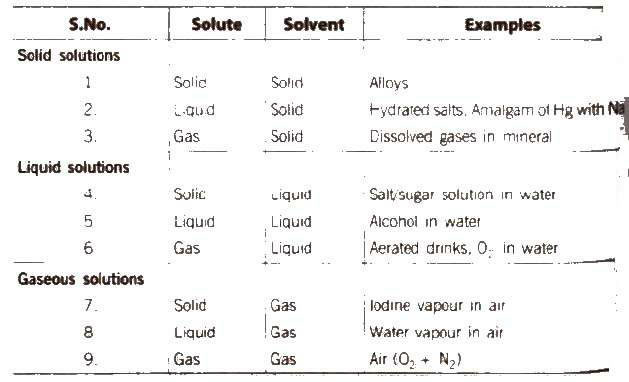 S.No. Solute Solvent Examples
Solid solutions
1 Solid Solid Alloys
2. Liquid Solid Hydrated salts, Amalgam of Hg with Na
3. Gas Solid Dissolved gases in mineral
Liquid solutions
4. Solid Liquid Salt/sugar solution in water
5 Liquid Liquid Alcohol in water
6 Gas Liquid Aerated drinks, O₂ in water
Gaseous solutions
7. Solid Gas Iodine vapour in air
8 Liquid Gas Water vapour in air
9. Gas Gas Air (O₂ + N₂)